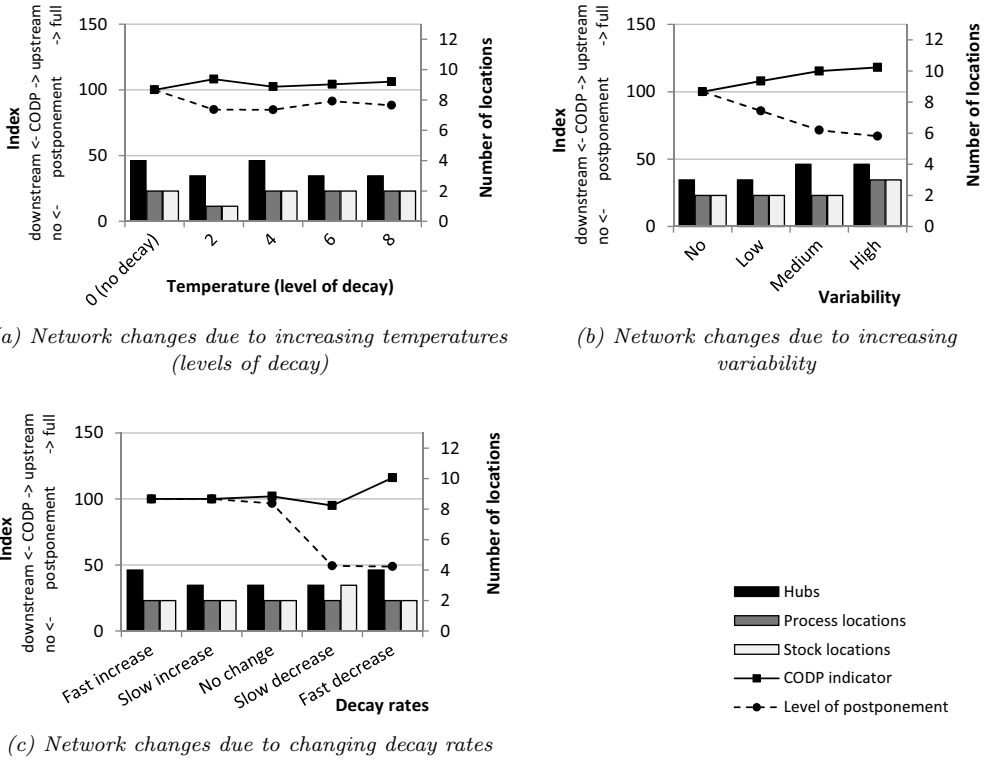 150
100
50
0
12
10
8
6
4
2
0
Index
downstream <- CODP -> upstream
no <- postponement -> full
Number of locations
0 (no decay)
2
4
6
8
Temperature (level of decay)
a) Network changes due to increasing temperatures
(levels of decay)
150
100
50
0
12
10
8
6
4
2
0
Index
downstream <- CODP -> upstream
no <- postponement -> full
Number of locations
No
Low
Medium
High
Variability
(b) Network changes due to increasing
variability
150
100
50
0
12
10
8
6
4
2
0
Index
downstream <- CODP -> upstream
no <- postponement -> full
Number of locations
Fast increase
Slow increase
No change
Slow decrease
Fast decrease
Decay rates
(c) Network changes due to changing decay rates
Hubs
Process locations
Stock locations
CODP indicator
Level of postponement